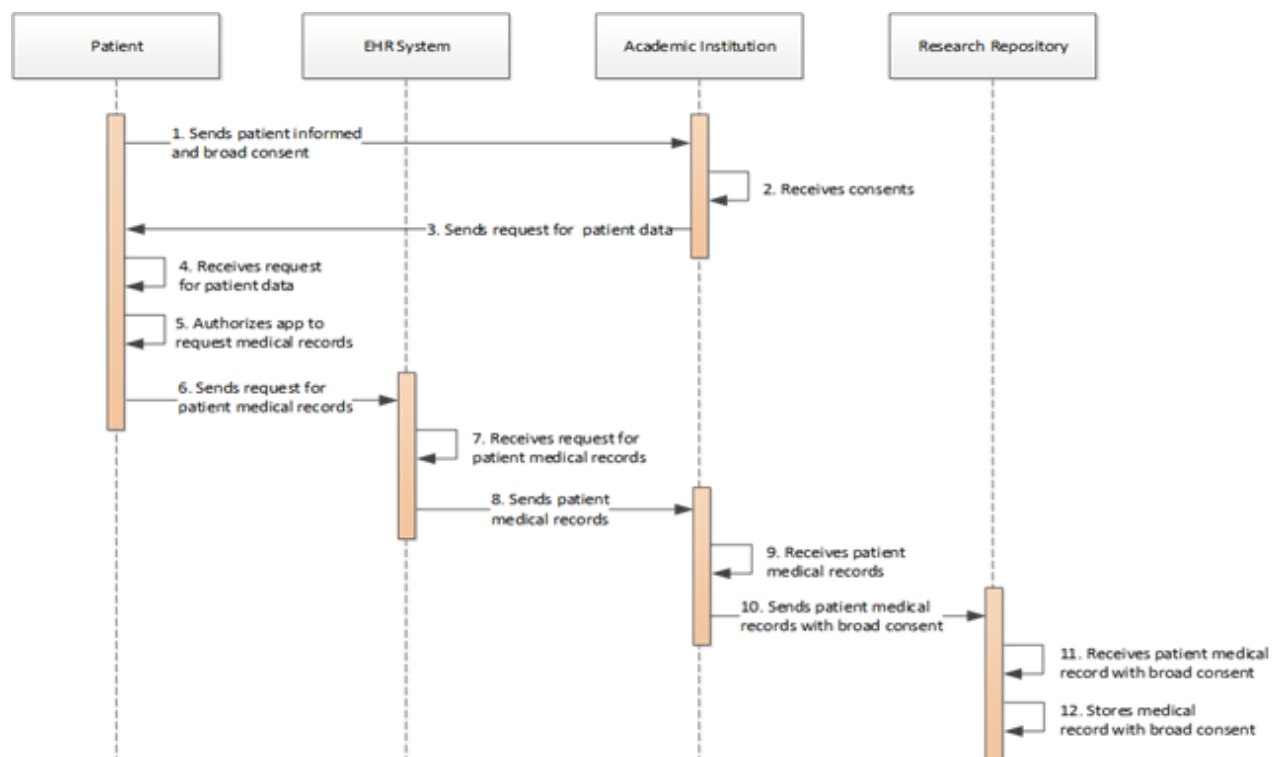 Patient
EHR System
Academic Institution
Research Repository
1. Sends patient informed
and broad consent
2. Receives consents
3. Sends request for patient data
4. Receives request
for patient data
5. Authorizes app to
request medical records
6. Sends request for
patient medical records
7. Receives request for
patient medical records
8. Sends patient
medical records
9. Receives patient
medical records
10. Sends patient medical
records with broad consent
11. Receives patient medical
record with broad consent
12. Stores medical
record with broad consent